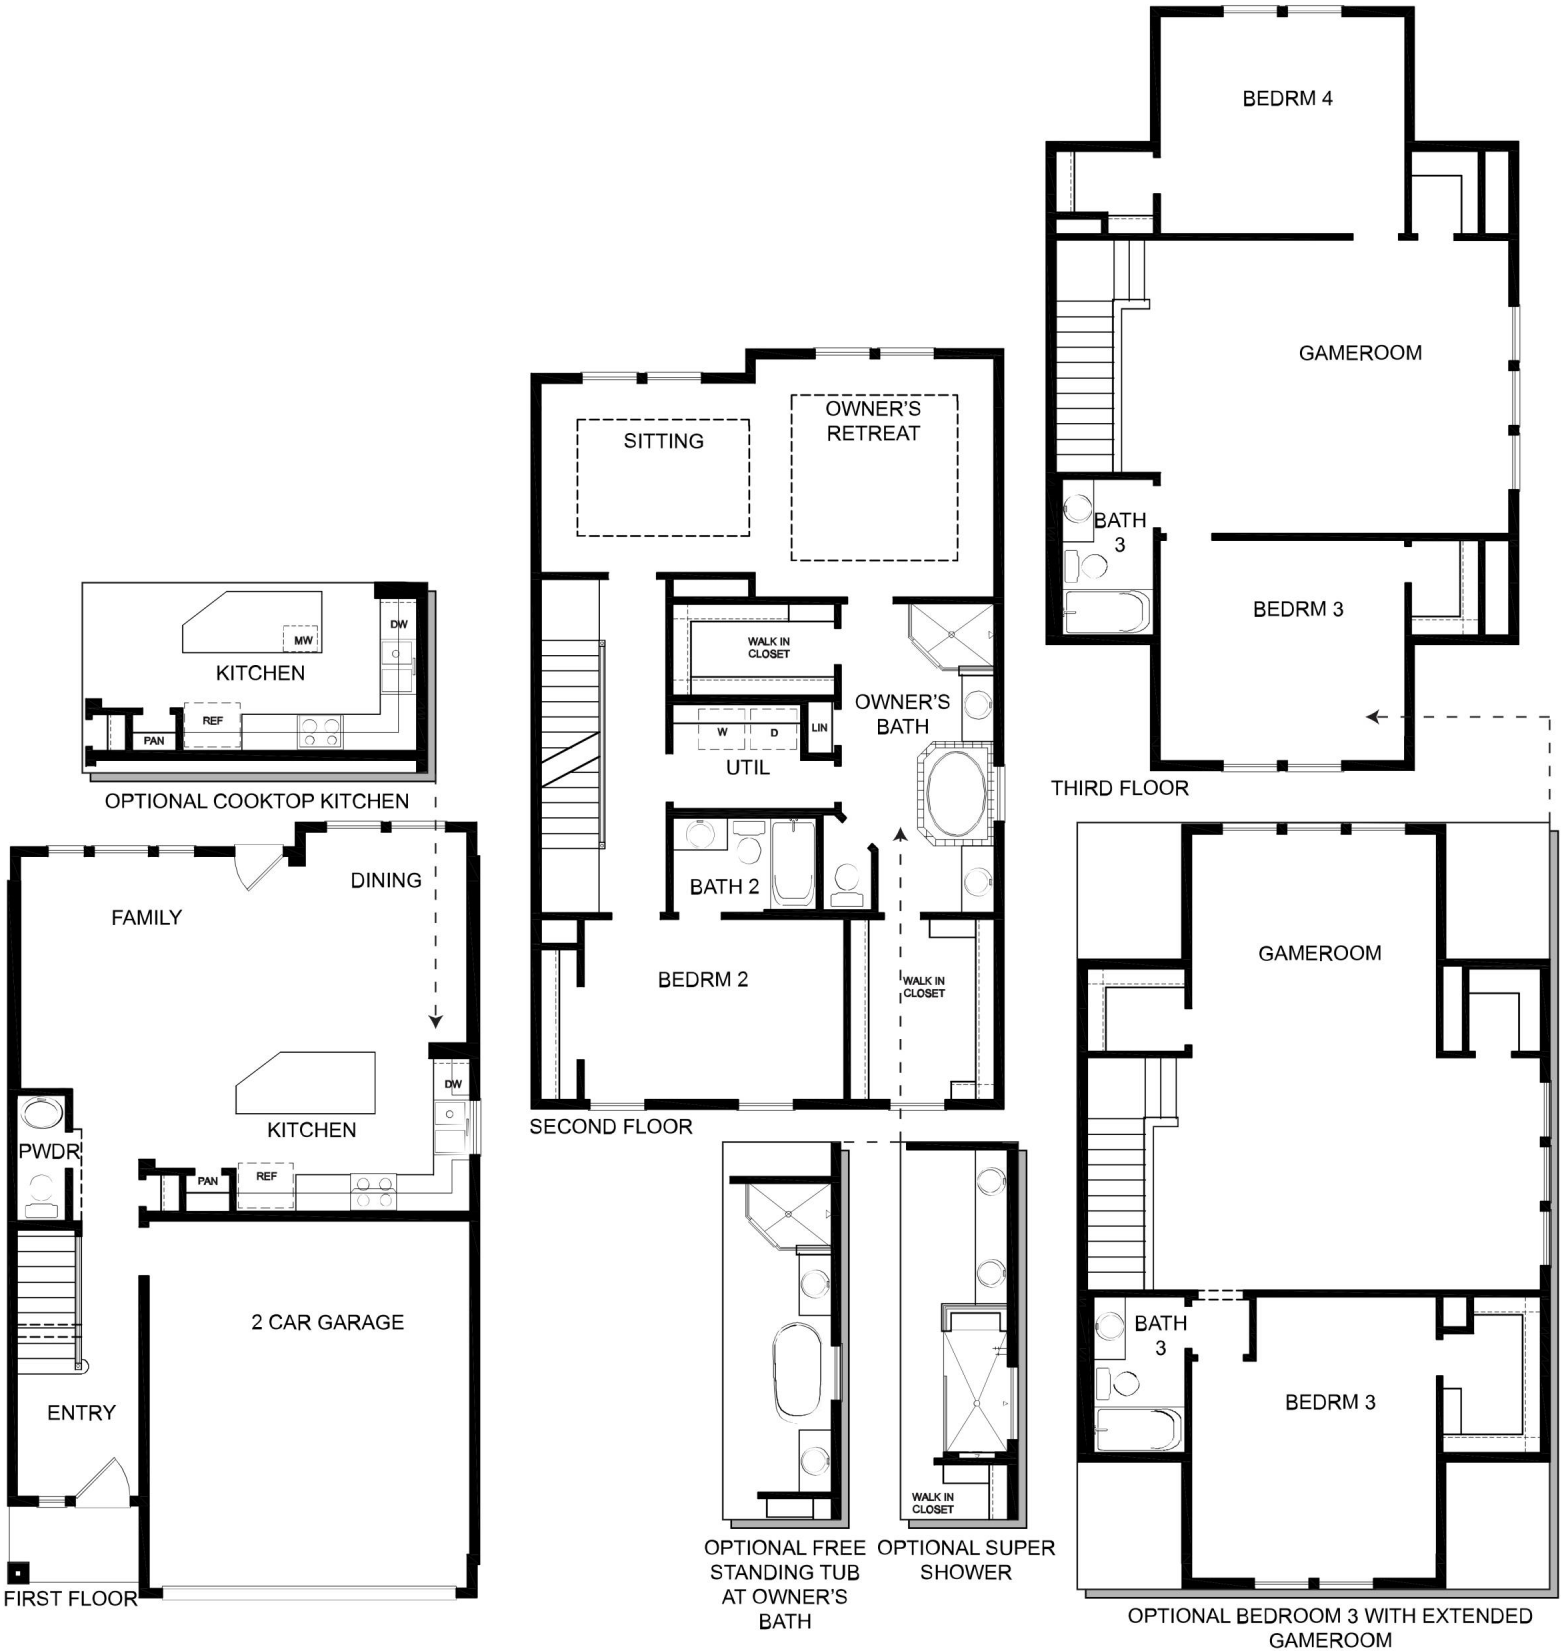 BEDRM 4
GAMEROOM
BATH
3
BEDRM 3
THIRD FLOOR
SITTING
OWNER'S
RETREAT
WALK IN
CLOSET
OWNER'S
BATH
W
D
LIN
UTIL
BATH 2
BEDRM 2
WALK IN
CLOSET
SECOND FLOOR
DW
MW
KITCHEN
REF
PAN
OPTIONAL COOKTOP KITCHEN
DINING
FAMILY
DW
KITCHEN
PWDR
PAN
REF
2 CAR GARAGE
ENTRY
FIRST FLOOR
OPTIONAL FREE
STANDING TUB
AT OWNER'S
BATH
WALK IN
CLOSET
OPTIONAL SUPER
SHOWER
GAMEROOM
BATH
3
BEDRM 3
OPTIONAL BEDROOM 3 WITH EXTENDED
GAMEROOM